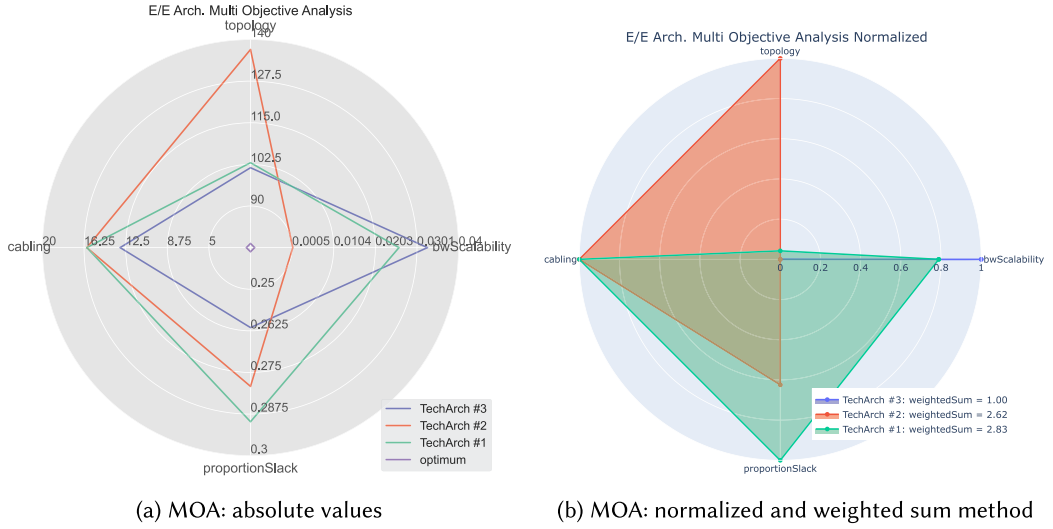 E/E Arch. Multi Objective Analysis
topology
140
127.5
115.0
102.5
90
cabling
20
16.25
12.5
8.75
5
0.0005
0.0104
0.0203
0.0301
0.04
bwScalability
0.25
0.2625
0.275
0.2875
0.3
proportionSlack
TechArch #3
TechArch #2
TechArch #1
optimum
(a) MOA: absolute values
E/E Arch. Multi Objective Analysis Normalized
topology
cabling
0
0.2
0.4
0.6
0.8
1
bwScalability
TechArch #3: weightedSum = 1.00
TechArch #2: weightedSum = 2.62
TechArch #1: weightedSum = 2.83
proportionSlack
(b) MOA: normalized and weighted sum method